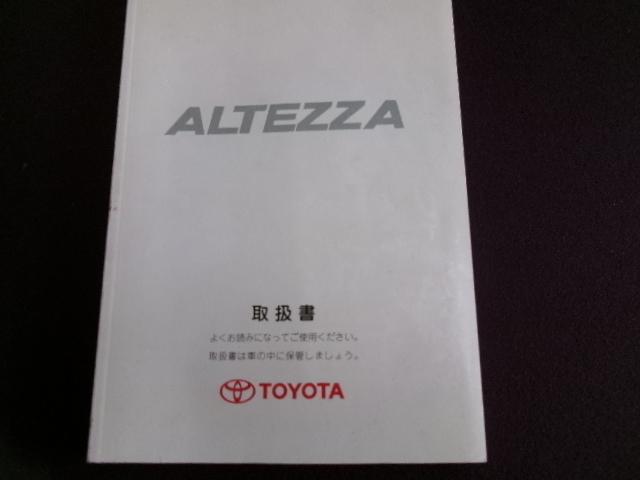 ALTEZZA
取扱書
よくお読みになってご使用ください。
取扱書は車の中に保管しましょう。
TOYOTA